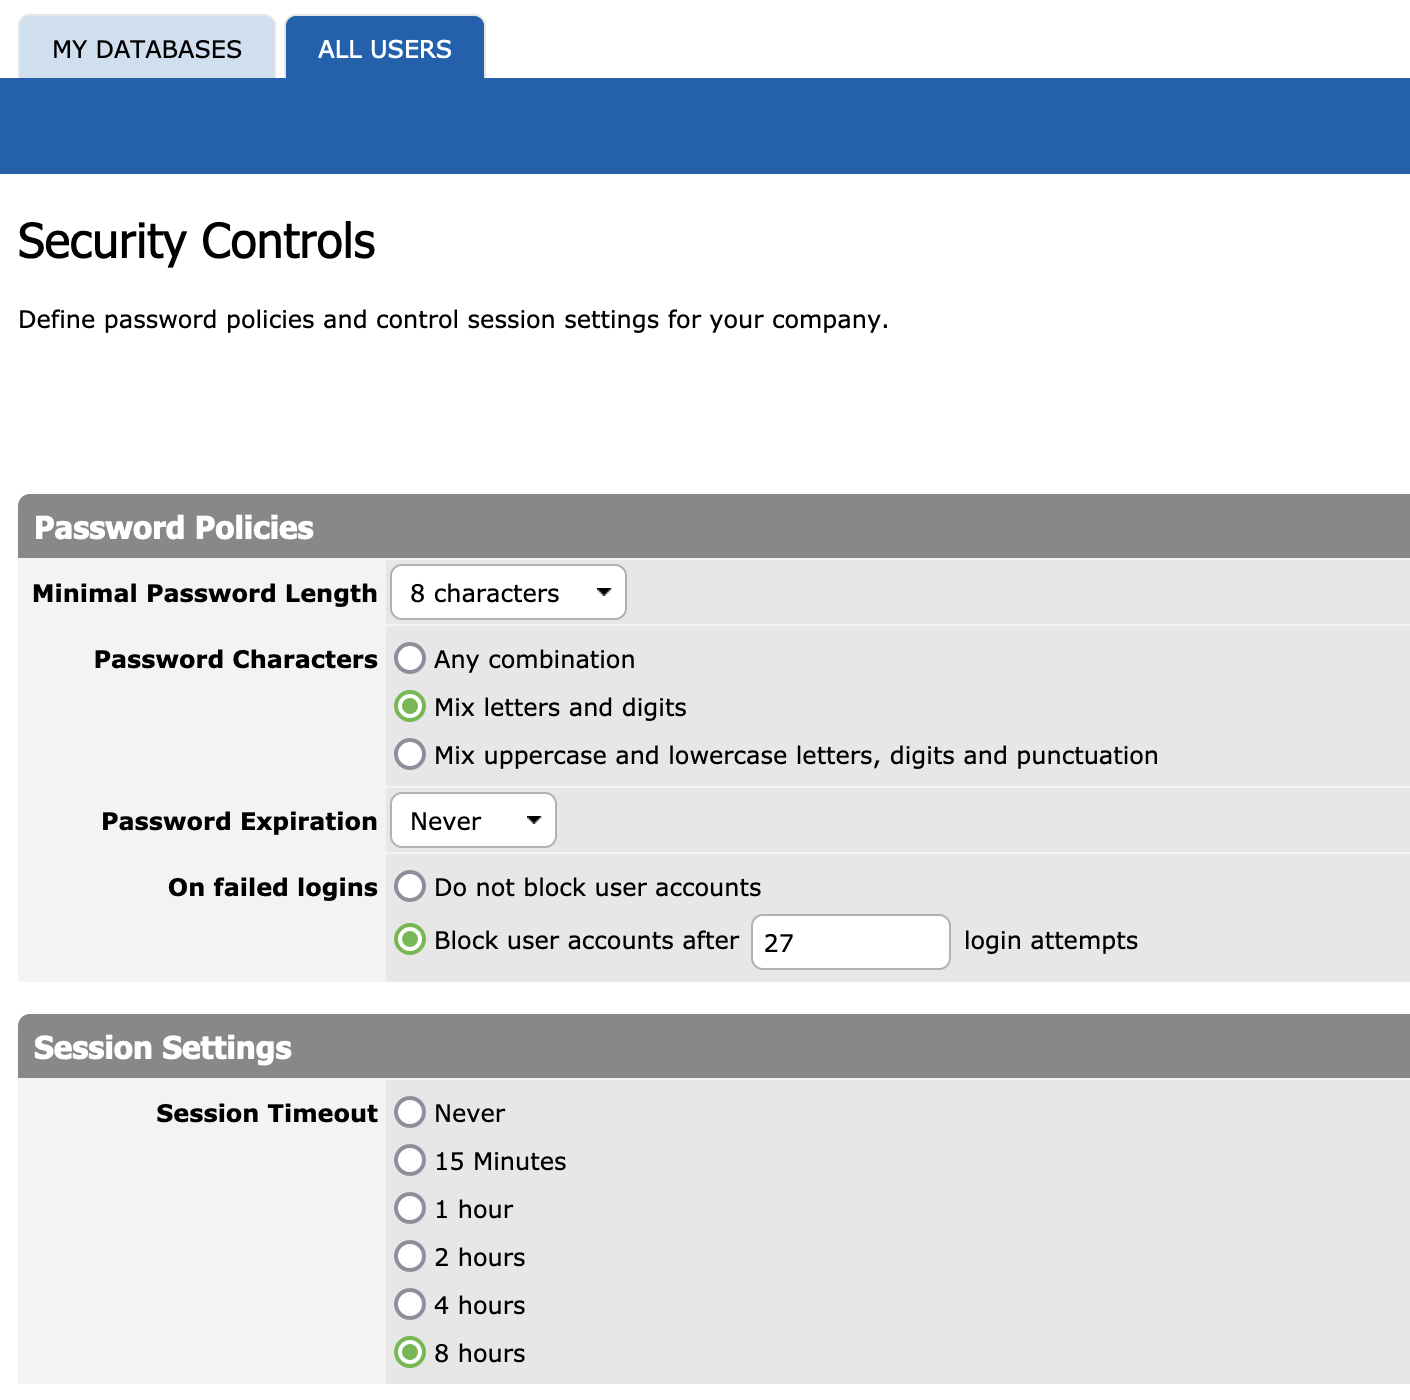 MY DATABASES
ALL USERS
Security Controls
Define password policies and control session settings for your company.
Password Policies
Minimal Password Length 8 characters
Password Characters Any combination
Mix letters and digits
Mix uppercase and lowercase letters, digits and punctuation
Password Expiration Never
On failed logins Do not block user accounts
Block user accounts after 27 login attempts
Session Settings
Session Timeout Never
15 Minutes
1 hour
2 hours
4 hours
8 hours